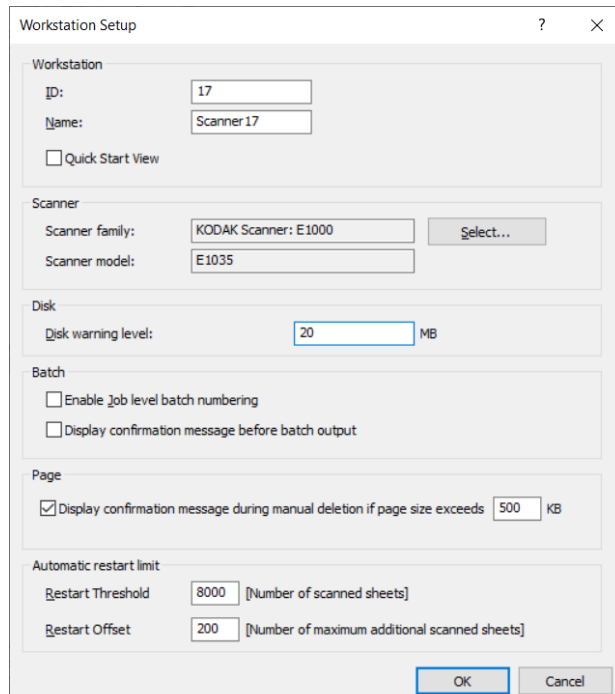 Workstation Setup ? ×
Workstation
ID: 17
Name: Scanner17
Quick Start View
Scanner
Scanner family: KODAK Scanner: E1000 Select...
Scanner model: E1035
Disk
Disk warning level: 20 MB
Batch
Enable Job level batch numbering
Display confirmation message before batch output
Page
Display confirmation message during manual deletion if page size exceeds 500 KB
Automatic restart limit
Restart Threshold 8000 [Number of scanned sheets]
Restart Offset 200 [Number of maximum additional scanned sheets]
OK Cancel